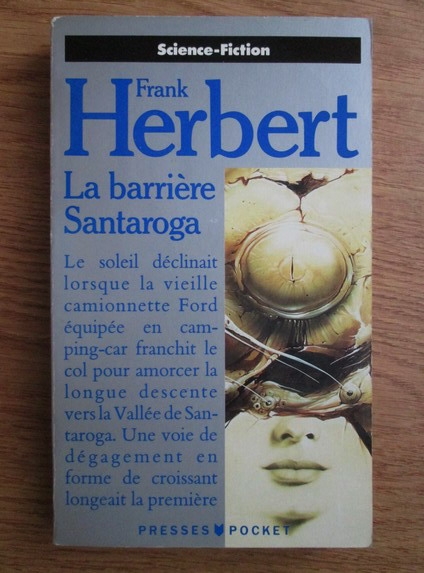 Science-Fiction
Frank
Herbert
La barrière
Santaroga
Le soleil déclinait
lorsque la vieille
camionnette Ford
équipée en cam-
ping-car franchit le
col pour amorcer la
longue descente
vers la Vallée de San-
taroga. Une voie de
dégagement en
forme de croissant
longeait la première
PRESSES POCKET